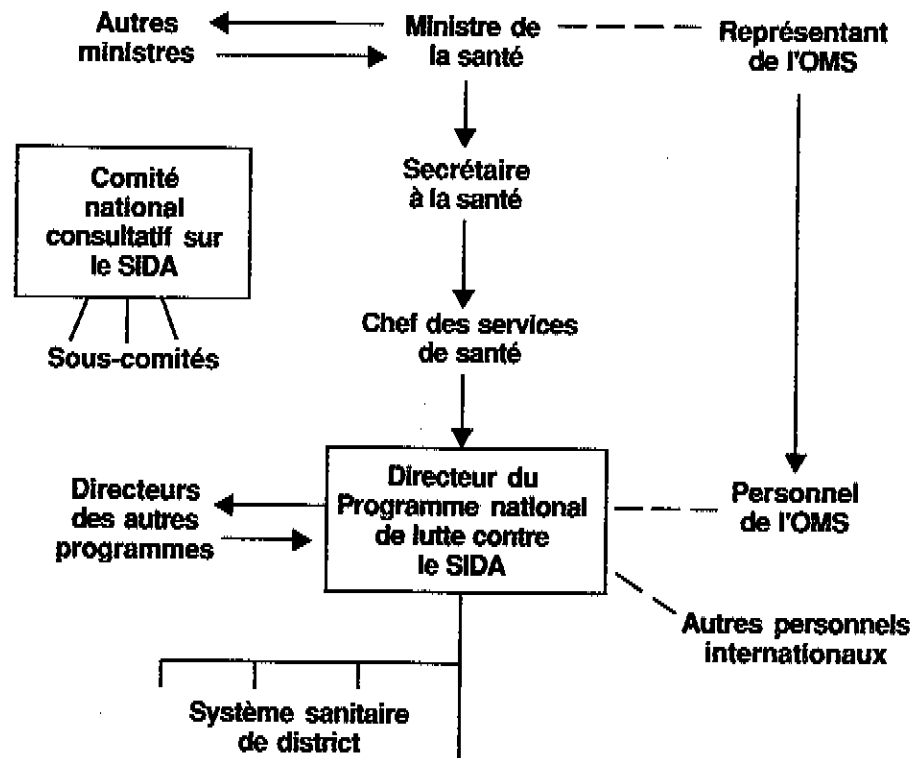 Autres
ministres
Ministre de
la santé
Représentant
de l'OMS
Comité
national
consultatif sur
le SIDA
Sous-comités
Secrétaire
à la santé
Chef des services
de santé
Directeurs
des autres
programmes
Directeur du
Programme national
de lutte contre
le SIDA
Personnel
de l'OMS
Autres personnels
internationaux
Système sanitaire
de district